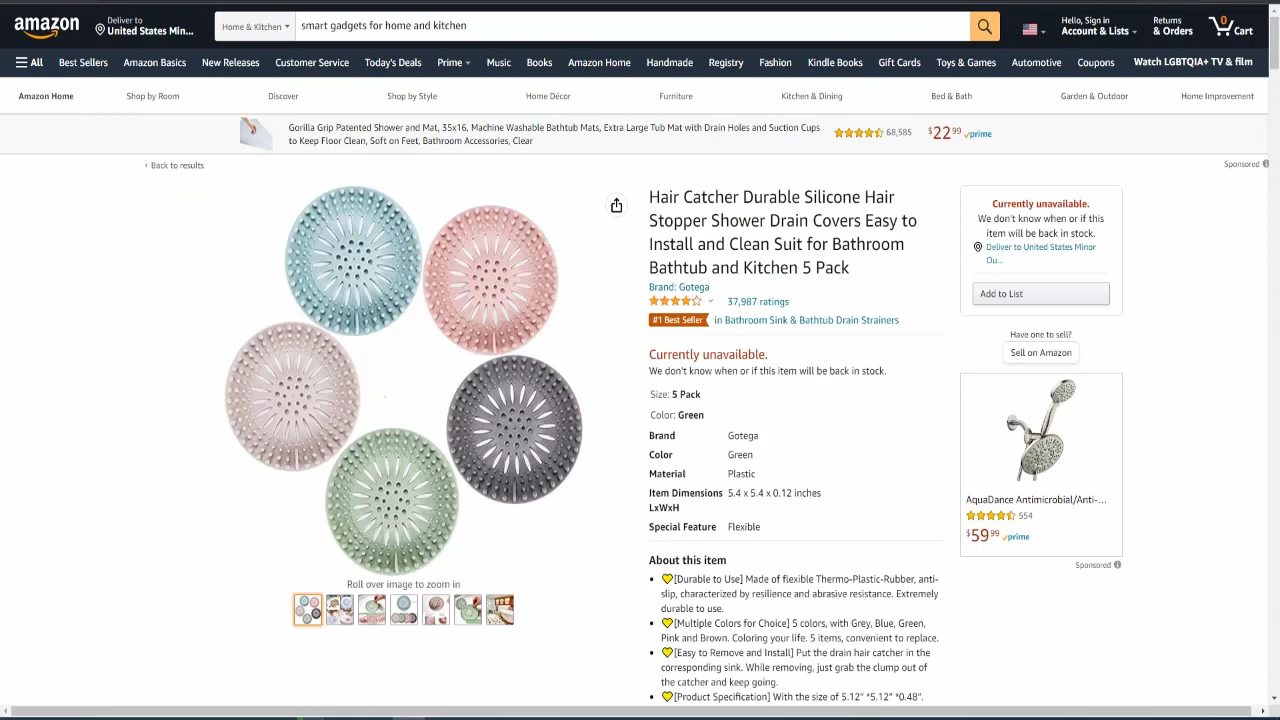 amazon
Deliver to
United States Min...
Home & Kitchen
smart gadgets for home and kitchen
Hello, Sign in
Account & Lists
Returns
& Orders
0
Cart
All
Best Sellers
Amazon Basics
New Releases
Customer Service
Today's Deals
Prime
Music
Books
Amazon Home
Handmade
Registry
Fashion
Kindle Books
Gift Cards
Toys & Games
Automotive
Coupons
Watch LGBTQIA+ TV & film
Amazon Home
Shop by Room
Discover
Shop by Style
Home Décor
Furniture
Kitchen & Dining
Bed & Bath
Garden & Outdoor
Home Improvement
Gorilla Grip Patented Shower and Mat, 35x16, Machine Washable Bathtub Mats, Extra Large Tub Mat with Drain Holes and Suction Cups
to Keep Floor Clean, Soft on Feet, Bathroom Accessories, Clear
68,585
$22.99 prime
‹ Back to results
Sponsored
Hair Catcher Durable Silicone Hair
Stopper Shower Drain Covers Easy to
Install and Clean Suit for Bathroom
Bathtub and Kitchen 5 Pack
Brand: Gotega
37,987 ratings
#1 Best Seller in Bathroom Sink & Bathtub Drain Strainers
Currently unavailable.
We don't know when or if this item will be back in stock.
Size: 5 Pack
Color: Green
Brand Gotega
Color Green
Material Plastic
Item Dimensions 5.4 x 5.4 x 0.12 inches
LxWxH
Special Feature Flexible
About this item
• 💛[Durable to Use] Made of flexible Thermo-Plastic-Rubber, anti-
slip, characterized by resilience and abrasive resistance. Extremely
durable to use.
• 💛[Multiple Colors for Choice] 5 colors, with Grey, Blue, Green,
Pink and Brown. Coloring your life. 5 items, convenient to replace.
• 💛[Easy to Remove and Install] Put the drain hair catcher in the
corresponding sink. While removing, just grab the clump out of
the catcher and keep going.
• 💛[Product Specification] With the size of 5.12" *5.12" *0.48".
Roll over image to zoom in
Currently unavailable.
We don't know when or if this
item will be back in stock.
Deliver to United States Minor
Ou...
Add to List
Have one to sell?
Sell on Amazon
AquaDance Antimicrobial/Anti-...
554
$59.99 prime
Sponsored